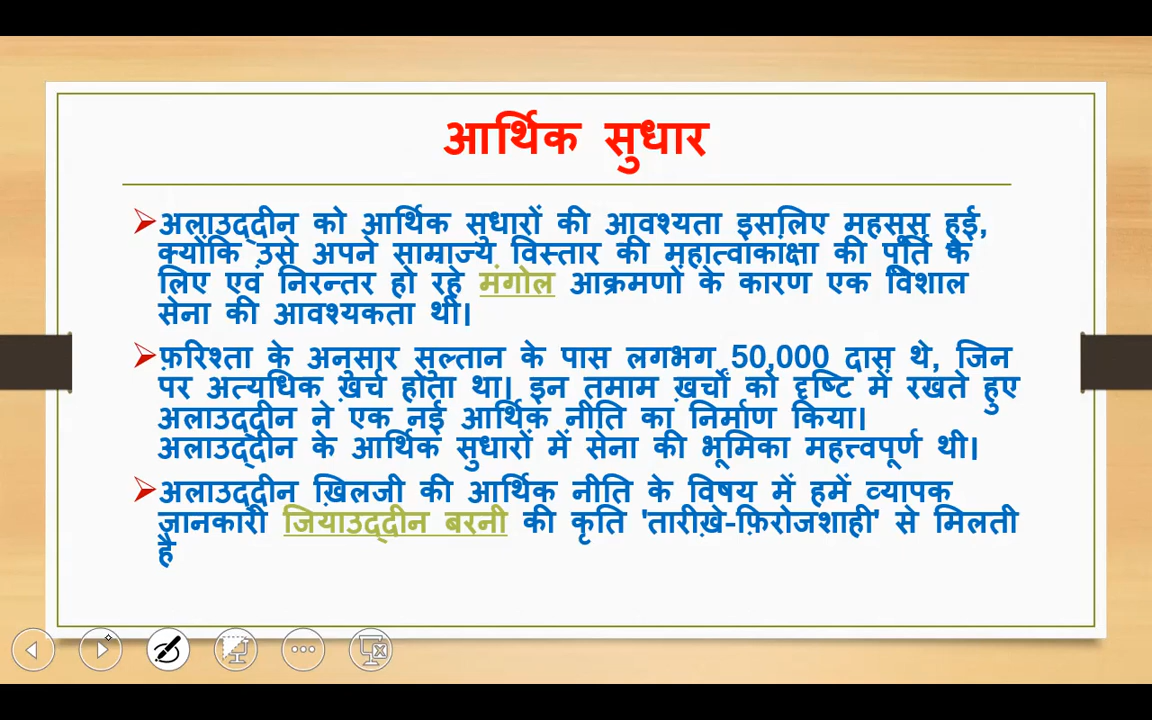 आर्थिक सुधार
अलाउद्दीन को आर्थिक सुधारों की आवश्यता इसलिए महसूस हुई,
क्योंकि उसे अपने साम्राज्य विस्तार की महात्वाकांक्षा की पूर्ति के
लिए एवं निरन्तर हो रहे मंगोल आक्रमणों के कारण एक विशाल
सेना की आवश्यकता थी।
फ़रिश्ता के अनुसार सुल्तान के पास लगभग 50,000 दास थे, जिन
पर अत्यधिक ख़र्च होता था। इन तमाम ख़र्चों को दृष्टि में रखते हुए
अलाउद्दीन ने एक नई आर्थिक नीति का निर्माण किया।
अलाउद्दीन के आर्थिक सुधारों में सेना की भूमिका महत्त्वपूर्ण थी।
अलाउद्दीन ख़िलजी की आर्थिक नीति के विषय में हमें व्यापक
जानकारी जियाउद्दीन बरनी की कृति 'तारीख़े-फ़िरोजशाही' से मिलती
है